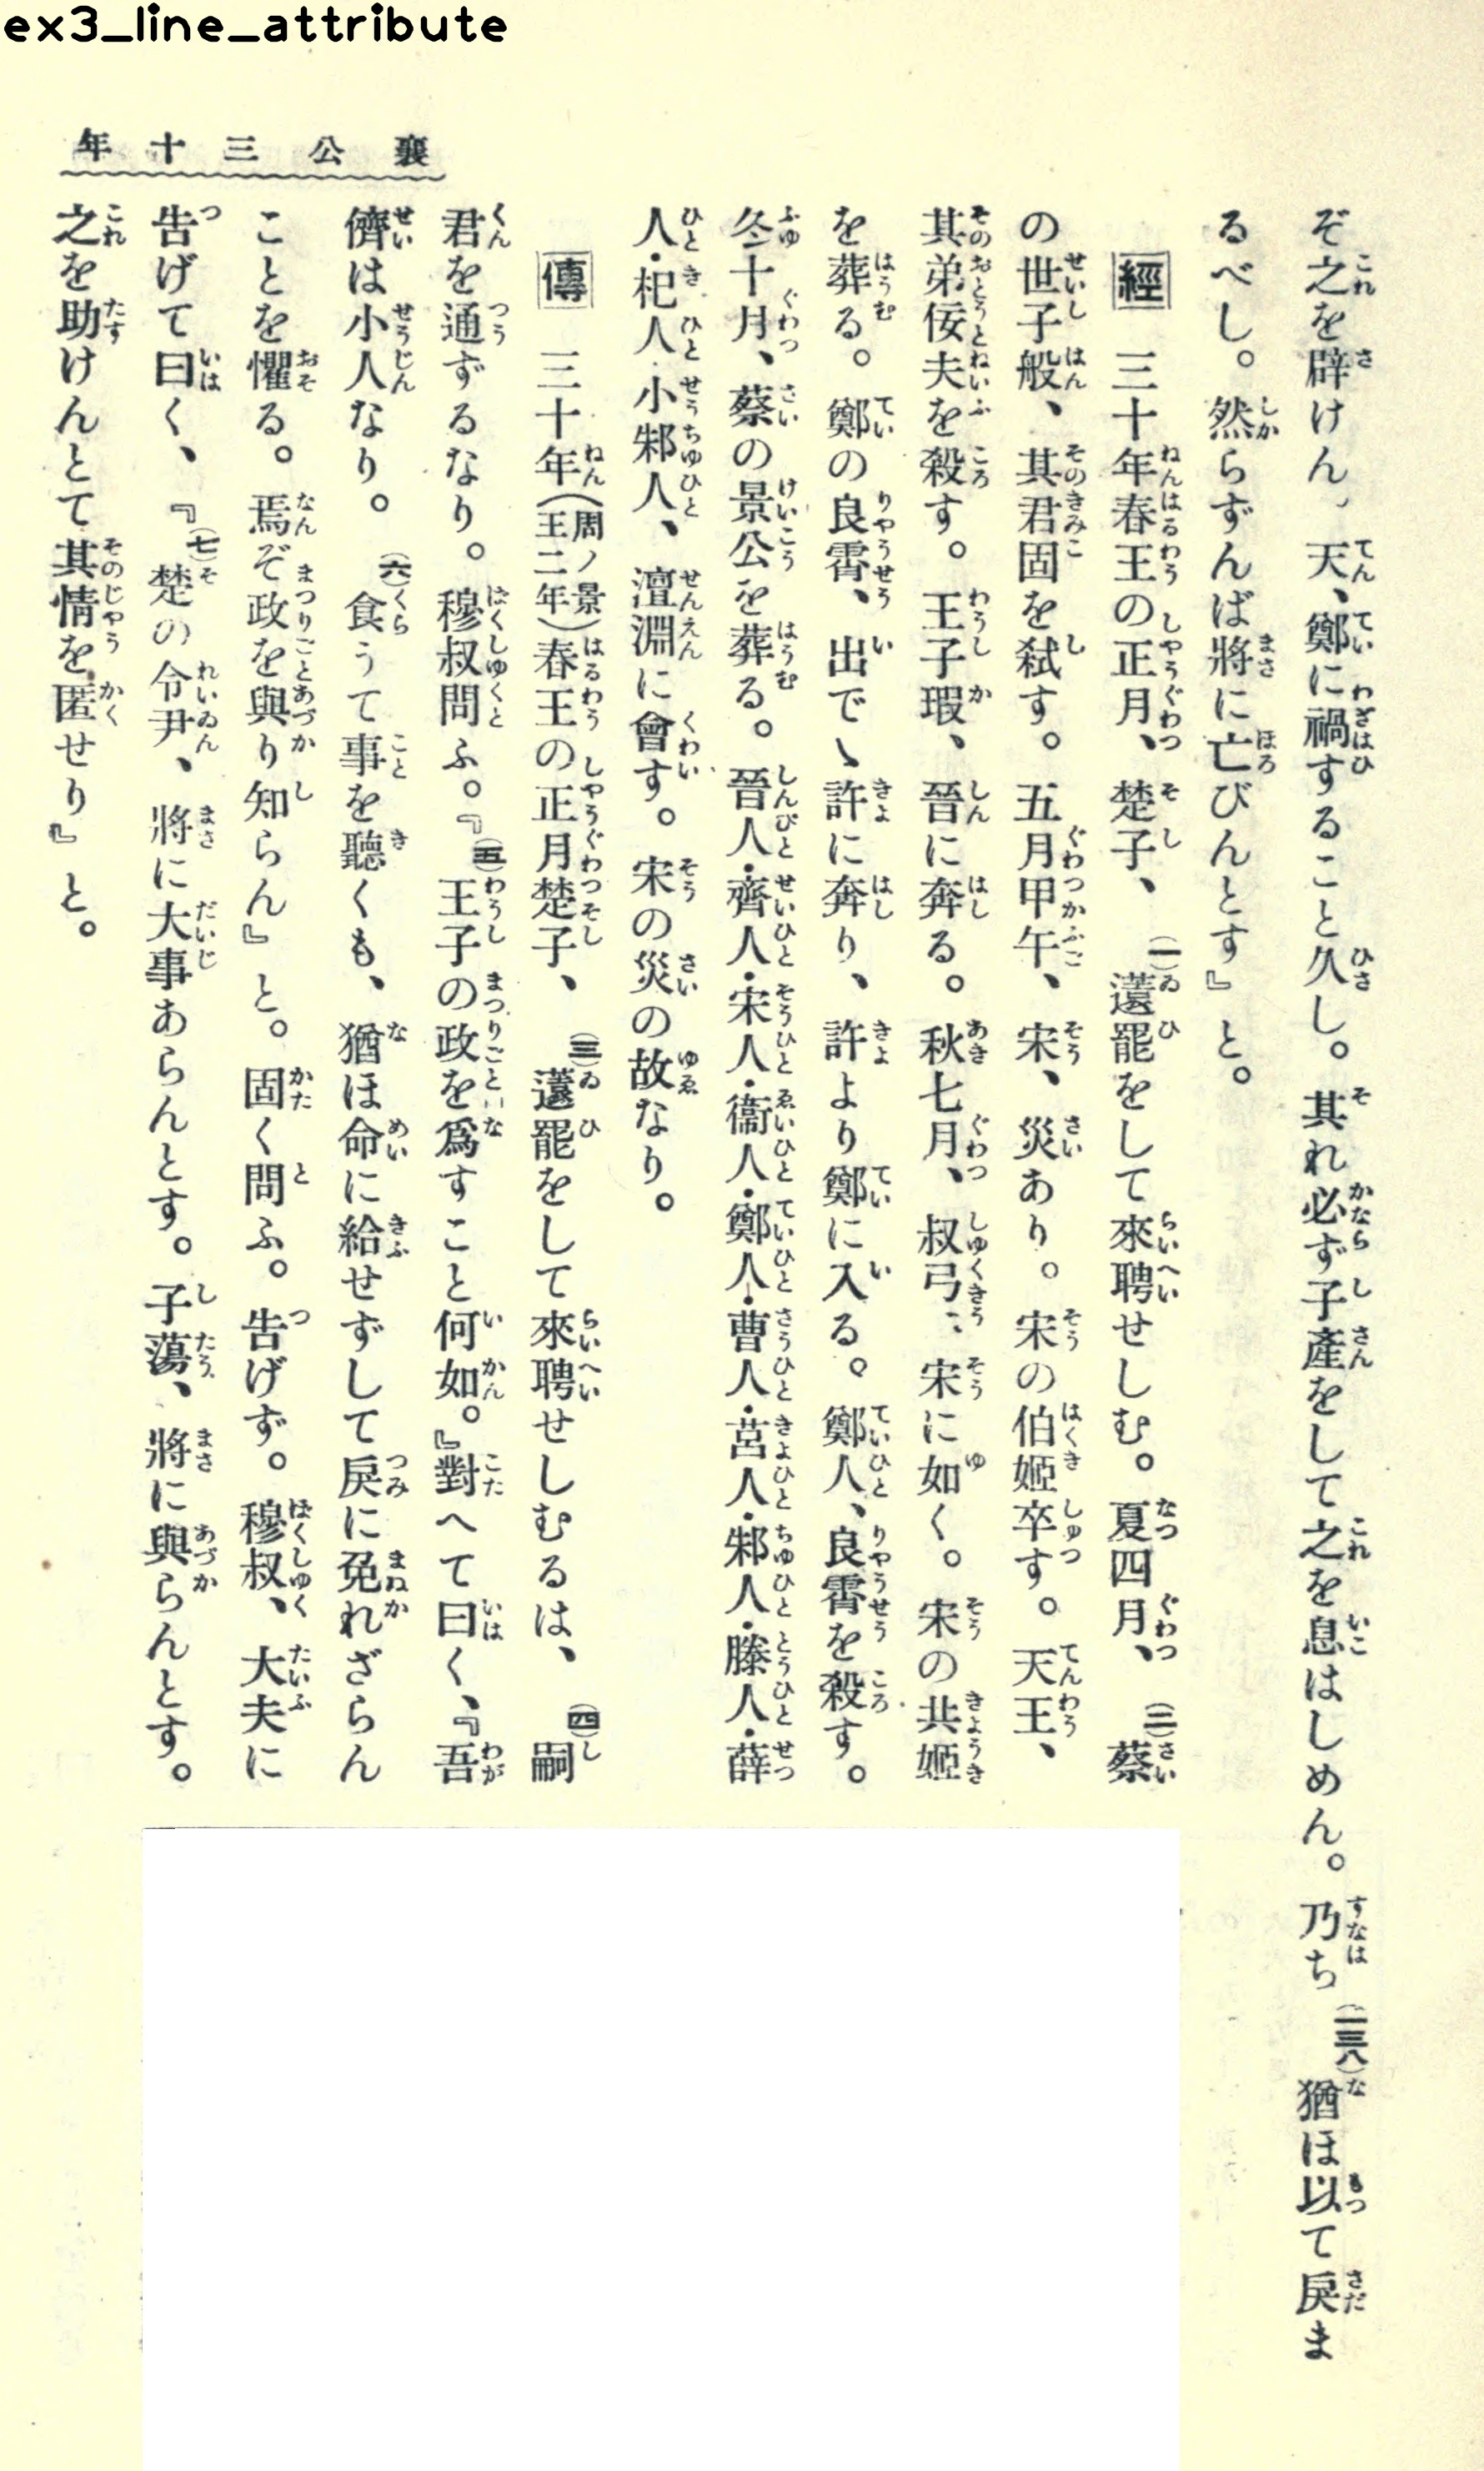 ex3_line_attribute
襄公三十年
ぞ之を辟けん、天、鄭に禍すること久し。其れ必ず子產をして之を息はしめん。乃ち(二三八)猶ほ以て戾ま
るべし。然らずんば將に亡びんとす』と。
經 三十年春王の正月、楚子、(一)薳罷をして來聘せしむ。夏四月、(二)蔡
の世子般、其君固を弑す。五月甲午、宋、災あり。宋の伯姬卒す。天王、
其弟佞夫を殺す。王子瑕、晉に奔る。秋七月、叔弓、宋に如く。宋の共姬
を葬る。鄭の良霄、出でゝ許に奔り、許より鄭に入る。鄭人、良霄を殺す。
冬十月、蔡の景公を葬る。晉人・齊人・宋人・衞人・鄭人・曹人・莒人・邾人・滕人・薛
人・杞人・小邾人、澶淵に會す。宋の災の故なり。
傳 三十年(周ノ景王二年)春王の正月楚子、(三)薳罷をして來聘せしむるは、(四)嗣
君を通ずるなり。穆叔問ふ。『(五)王子の政を爲すこと何如。』對へて曰く、『吾
儕は小人なり。(六)食うて事を聽くも、猶ほ命に給せずして戾に免れざらん
ことを懼る。焉ぞ政を與り知らん』と。固く問ふ。告げず。穆叔、大夫に
告げて曰く、『(七)楚の令尹、將に大事あらんとす。子蕩、將に與らんとす。
之を助けんとて其情を匿せり』と。